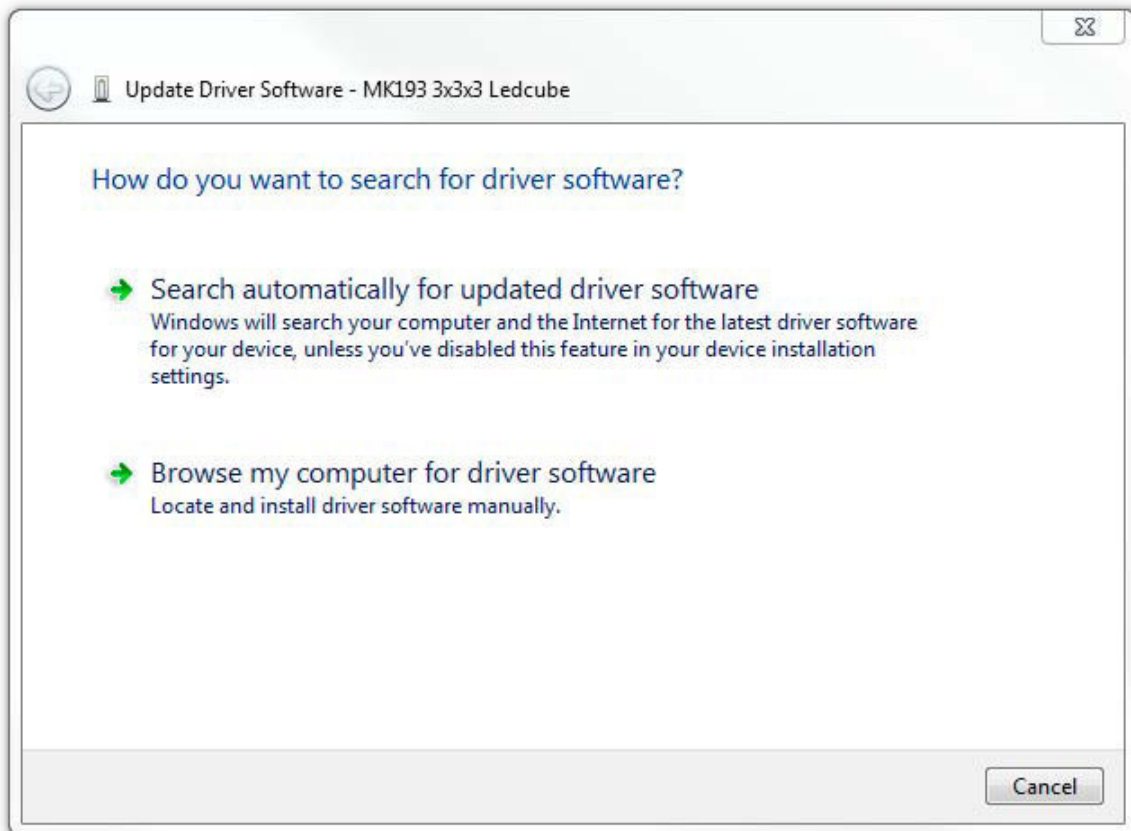 Update Driver Software - MK193 3x3x3 Ledcube
How do you want to search for driver software?
Search automatically for updated driver software
Windows will search your computer and the Internet for the latest driver software
for your device, unless you've disabled this feature in your device installation
settings.
Browse my computer for driver software
Locate and install driver software manually.
Cancel